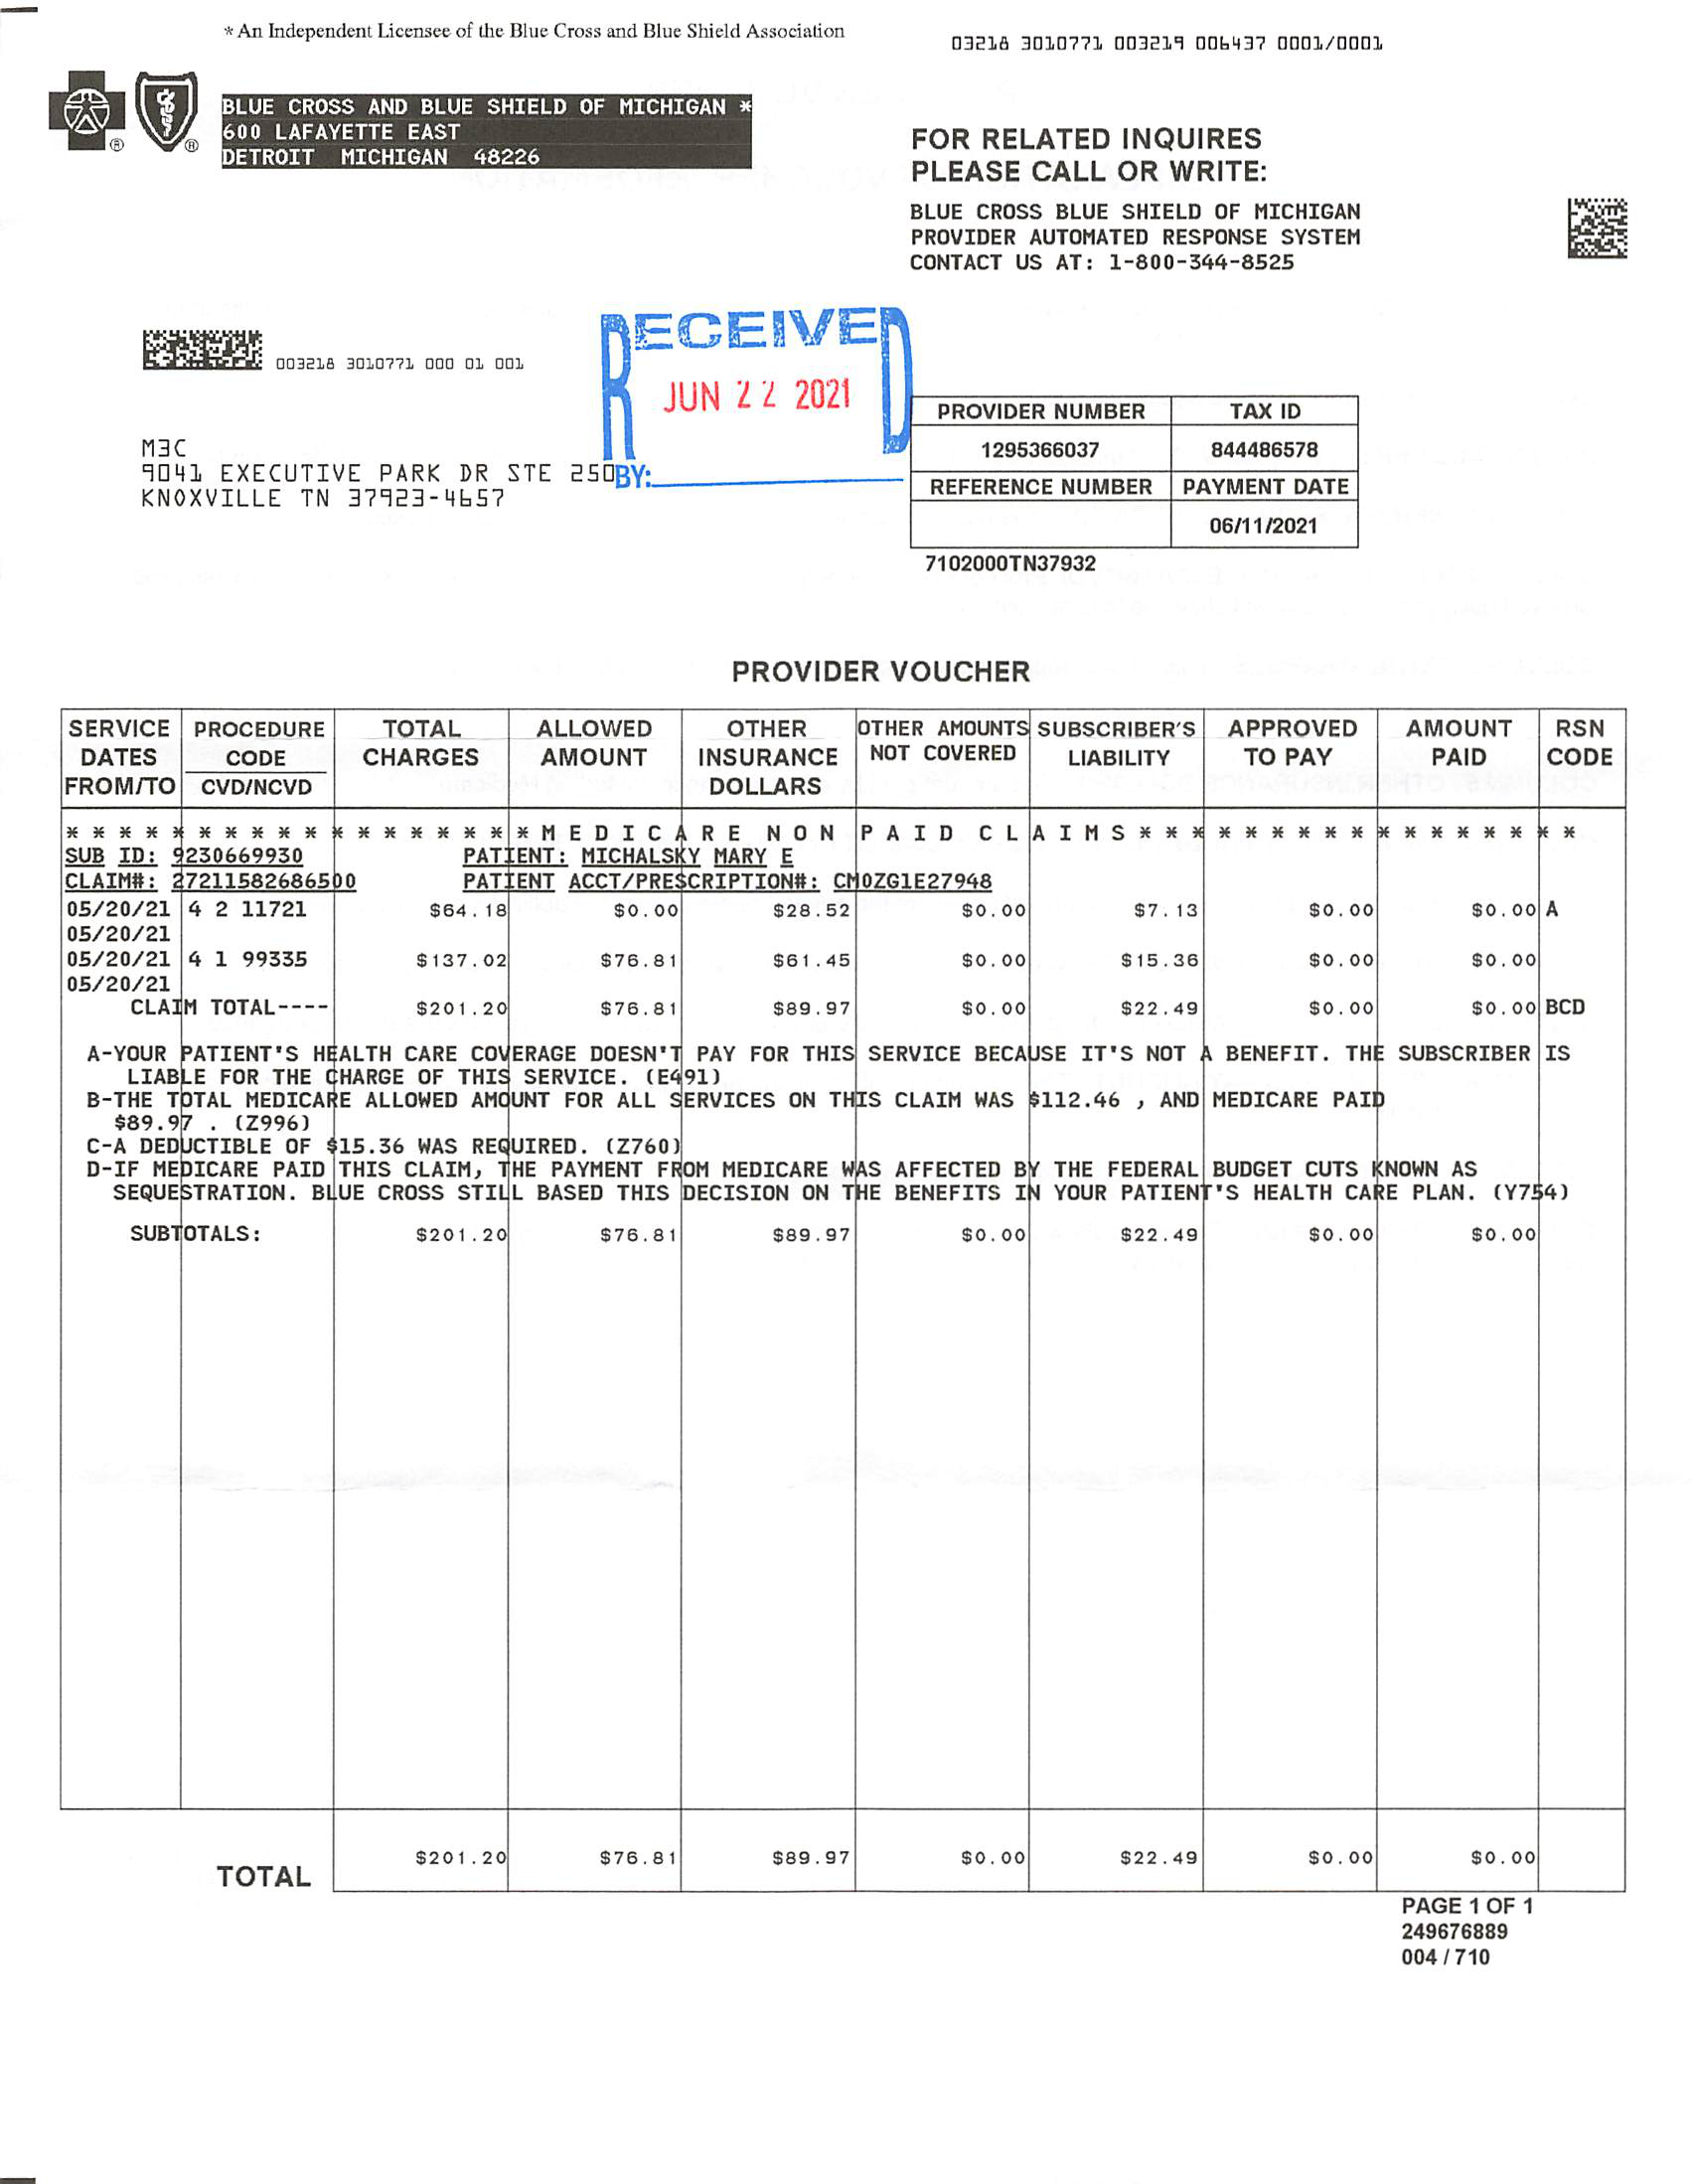 * An Independent Licensee of the Blue Cross and Blue Shield Association
03218 3010771 003219 006437 0001/0001
BLUE CROSS AND BLUE SHIELD OF MICHIGAN *
600 LAFAYETTE EAST
DETROIT MICHIGAN 48226
FOR RELATED INQUIRES
PLEASE CALL OR WRITE:
BLUE CROSS BLUE SHIELD OF MICHIGAN
PROVIDER AUTOMATED RESPONSE SYSTEM
CONTACT US AT: 1-800-344-8525
003218 3010771 000 01 001
RECEIVED
JUN 22 2021
BY:
M3C
9041 EXECUTIVE PARK DR STE 250
KNOXVILLE TN 37923-4657
PROVIDER NUMBER TAX ID
1295366037 844486578
REFERENCE NUMBER PAYMENT DATE
06/11/2021
7102000TN37932
PROVIDER VOUCHER
SERVICE PROCEDURE TOTAL ALLOWED OTHER OTHER AMOUNTS SUBSCRIBER'S APPROVED AMOUNT RSN
DATES CODE CHARGES AMOUNT INSURANCE NOT COVERED LIABILITY TO PAY PAID CODE
FROM/TO CVD/NCVD DOLLARS
* * * * * * * * * * * * * * * * * * MEDICARE NON PAID CLAIMS * * * * * * * * * * * * * * * * *
SUB ID: 9230669930 PATIENT: MICHALSKY MARY E
CLAIM#: 27211582686500 PATIENT ACCT/PRESCRIPTION#: CM0ZG1E27948
05/20/21 4 2 11721 $64.18 $0.00 $28.52 $0.00 $7.13 $0.00 $0.00 A
05/20/21
05/20/21 4 1 99335 $137.02 $76.81 $61.45 $0.00 $15.36 $0.00 $0.00
05/20/21
CLAIM TOTAL---- $201.20 $76.81 $89.97 $0.00 $22.49 $0.00 $0.00 BCD
A-YOUR PATIENT'S HEALTH CARE COVERAGE DOESN'T PAY FOR THIS SERVICE BECAUSE IT'S NOT A BENEFIT. THE SUBSCRIBER IS
LIABLE FOR THE CHARGE OF THIS SERVICE. (E491)
B-THE TOTAL MEDICARE ALLOWED AMOUNT FOR ALL SERVICES ON THIS CLAIM WAS $112.46 , AND MEDICARE PAID
$89.97 . (Z996)
C-A DEDUCTIBLE OF $15.36 WAS REQUIRED. (Z760)
D-IF MEDICARE PAID THIS CLAIM, THE PAYMENT FROM MEDICARE WAS AFFECTED BY THE FEDERAL BUDGET CUTS KNOWN AS
SEQUESTRATION. BLUE CROSS STILL BASED THIS DECISION ON THE BENEFITS IN YOUR PATIENT'S HEALTH CARE PLAN. (Y754)
SUBTOTALS: $201.20 $76.81 $89.97 $0.00 $22.49 $0.00 $0.00
TOTAL $201.20 $76.81 $89.97 $0.00 $22.49 $0.00 $0.00
PAGE 1 OF 1
249676889
004 / 710